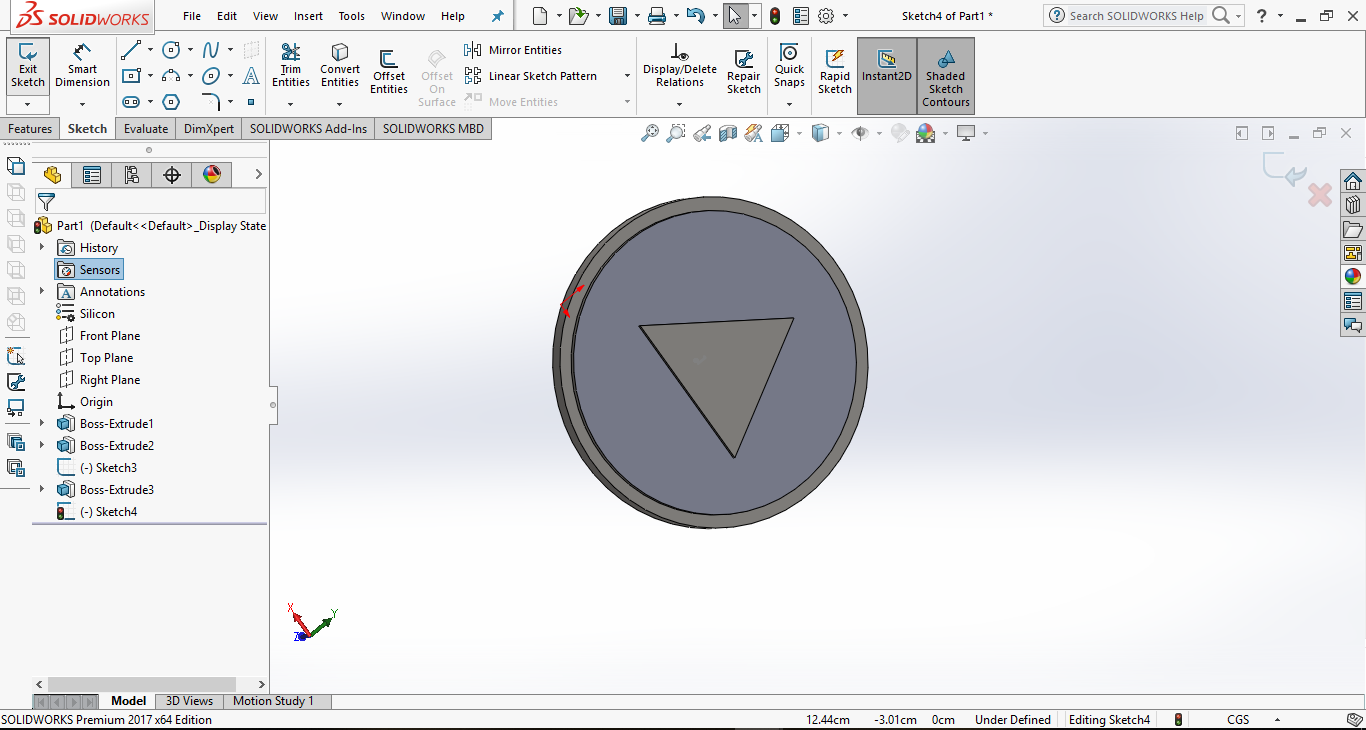 SOLIDWORKS File Edit View Insert Tools Window Help Sketch4 of Part1 * Search SOLIDWORKS Help ?
Exit Sketch
Smart Dimension
Trim Entities
Convert Entities
Offset Entities
Offset On Surface
Mirror Entities
Linear Sketch Pattern
Move Entities
Display/Delete Relations
Repair Sketch
Quick Snaps
Rapid Sketch
Instant2D
Shaded Sketch Contours
Features Sketch Evaluate DimXpert SOLIDWORKS Add-Ins SOLIDWORKS MBD
Part1 (Default<<Default>_Display State
History
Sensors
Annotations
Silicon
Front Plane
Top Plane
Right Plane
Origin
Boss-Extrude1
Boss-Extrude2
(-) Sketch3
Boss-Extrude3
(-) Sketch4
X
Y
Z
Model 3D Views Motion Study 1
SOLIDWORKS Premium 2017 x64 Edition 12.44cm -3.01cm 0cm Under Defined Editing Sketch4 CGS